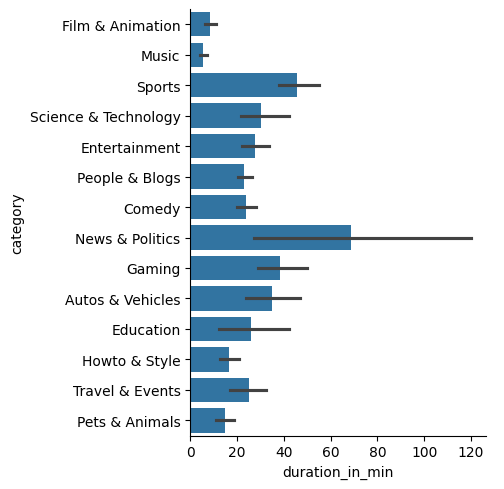 Film & Animation
Music
Sports
Science & Technology
Entertainment
People & Blogs
Comedy
News & Politics
Gaming
Autos & Vehicles
Education
Howto & Style
Travel & Events
Pets & Animals
category
0 20 40 60 80 100 120
duration_in_min